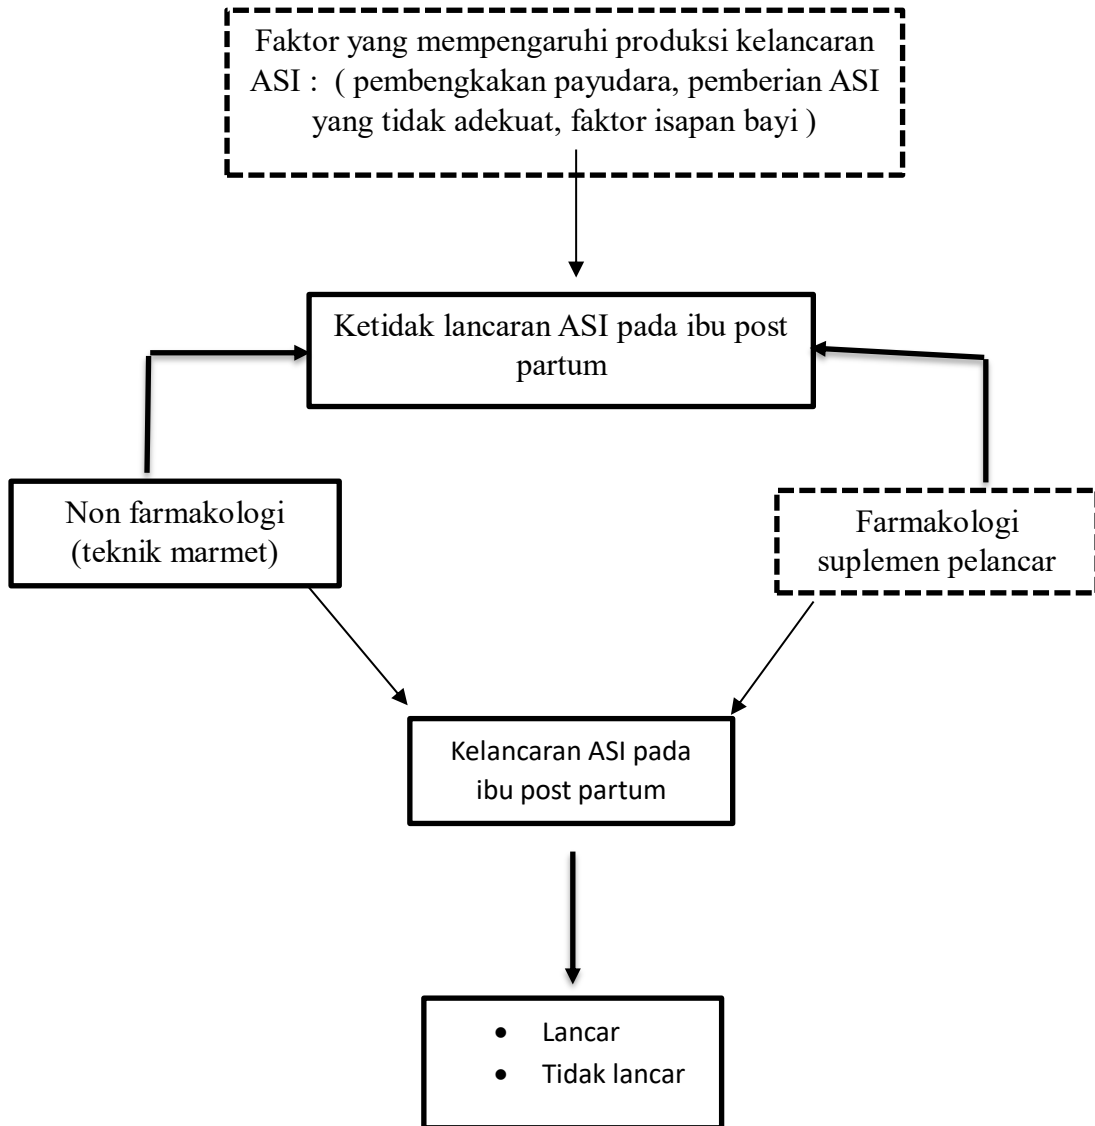 Faktor yang mempengaruhi produksi kelancaran
ASI : ( pembengkakan payudara, pemberian ASI
yang tidak adekuat, faktor isapan bayi )
Ketidak lancaran ASI pada ibu post
partum
Non farmakologi
(teknik marmet)
Farmakologi
suplemen pelancar
Kelancaran ASI pada
ibu post partum
• Lancar
• Tidak lancar